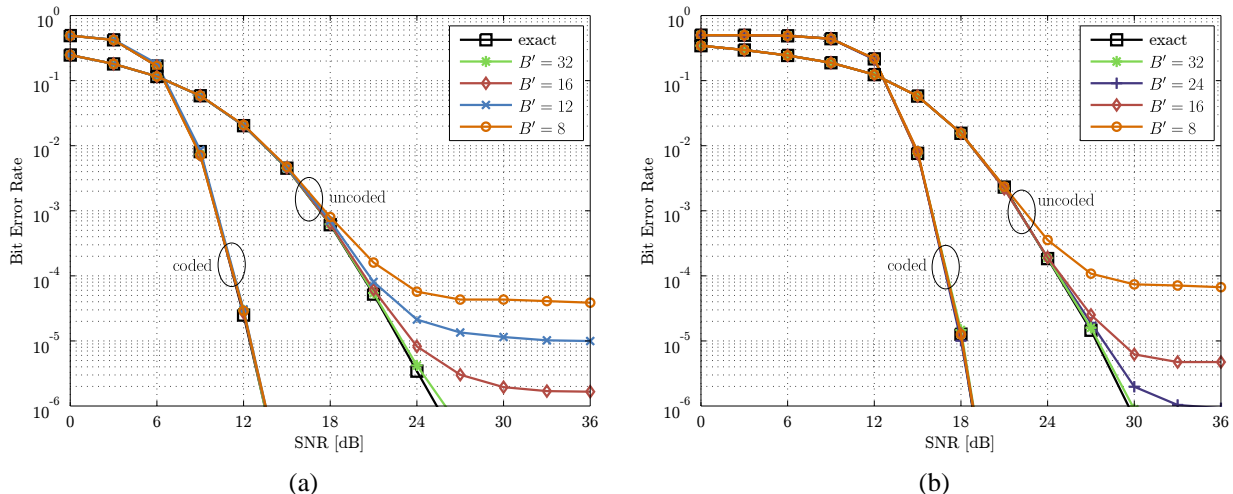 10^0
10^-1
10^-2
10^-3
10^-4
10^-5
10^-6
Bit Error Rate
0 6 12 18 24 30 36
SNR [dB]
exact
B′ = 32
B′ = 16
B′ = 12
B′ = 8
uncoded
coded
(a)
10^0
10^-1
10^-2
10^-3
10^-4
10^-5
10^-6
Bit Error Rate
0 6 12 18 24 30 36
SNR [dB]
exact
B′ = 32
B′ = 24
B′ = 16
B′ = 8
uncoded
coded
(b)